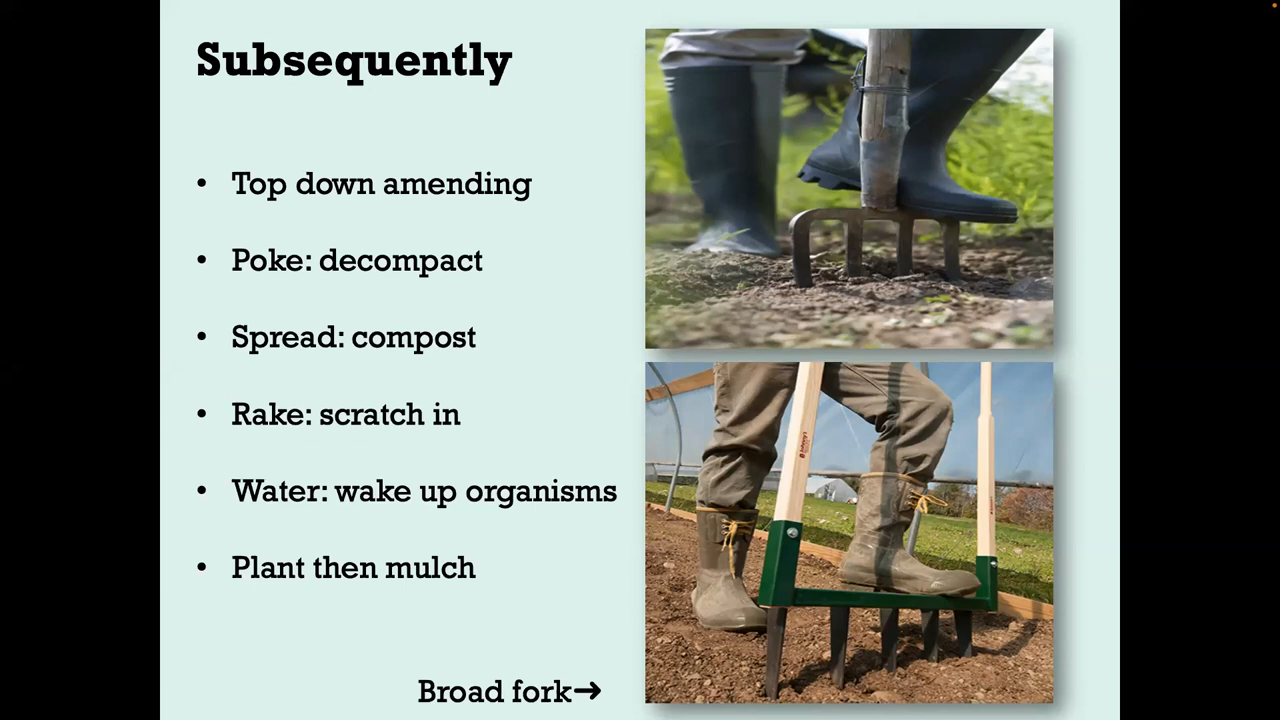 Subsequently
• Top down amending
• Poke: decompact
• Spread: compost
• Rake: scratch in
• Water: wake up organisms
• Plant then mulch
Broad fork→